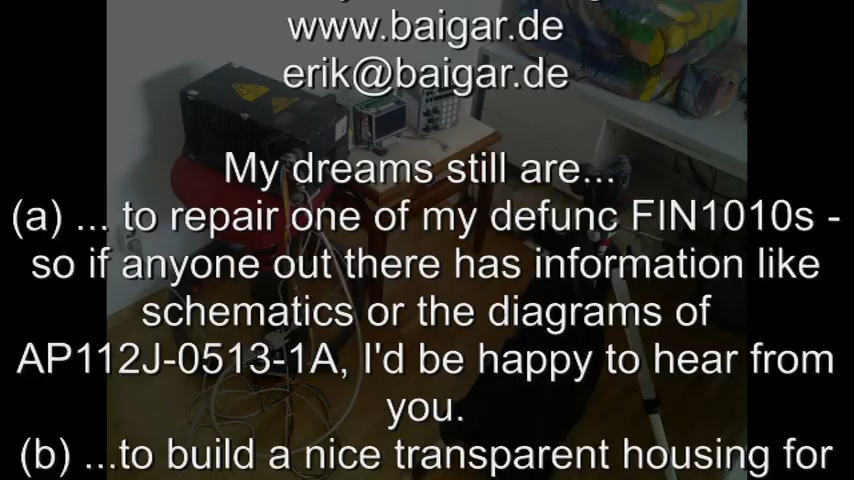 www.baigar.de
erik@baigar.de
My dreams still are...
(a) ... to repair one of my defunc FIN1010s -
so if anyone out there has information like
schematics or the diagrams of
AP112J-0513-1A, I'd be happy to hear from
you.
(b) ...to build a nice transparent housing for